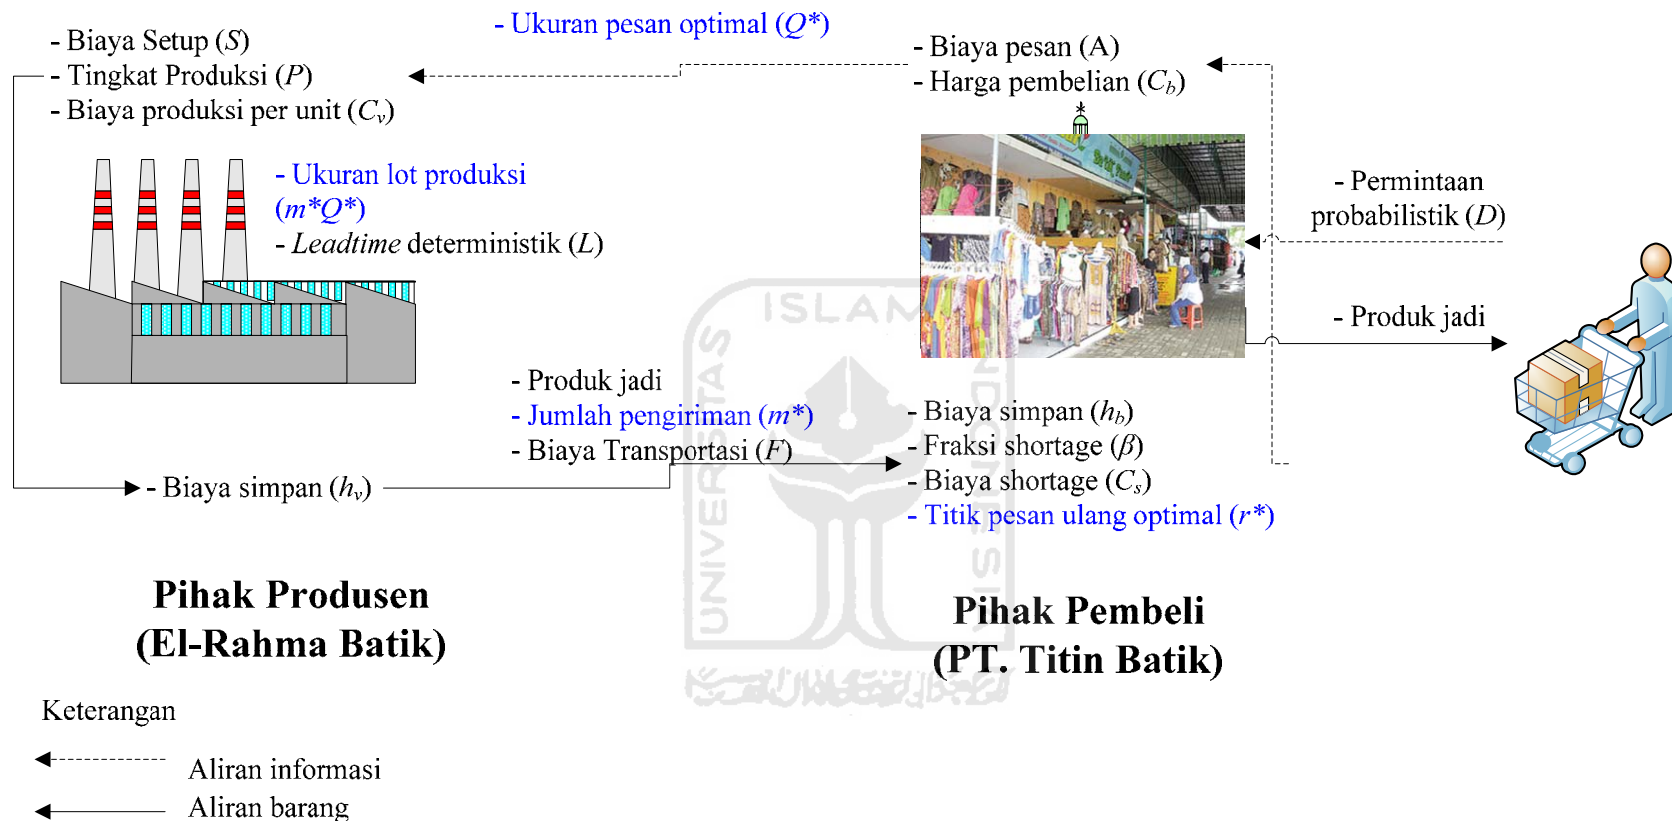 - Ukuran pesan optimal (Q*)
- Biaya Setup (S)
- Tingkat Produksi (P)
- Biaya produksi per unit (Cv)
- Biaya pesan (A)
- Harga pembelian (Cb)
- Ukuran lot produksi
(m*Q*)
- Leadtime deterministik (L)
- Permintaan
probabilistik (D)
- Produk jadi
- Produk jadi
- Jumlah pengiriman (m*)
- Biaya Transportasi (F)
- Biaya simpan (hv)
- Biaya simpan (hb)
- Fraksi shortage (β)
- Biaya shortage (Cs)
- Titik pesan ulang optimal (r*)
UNIVERSITAS
ISLAM
INDONESIA
Pihak Produsen
(El-Rahma Batik)
Pihak Pembeli
(PT. Titin Batik)
Keterangan
Aliran informasi
Aliran barang